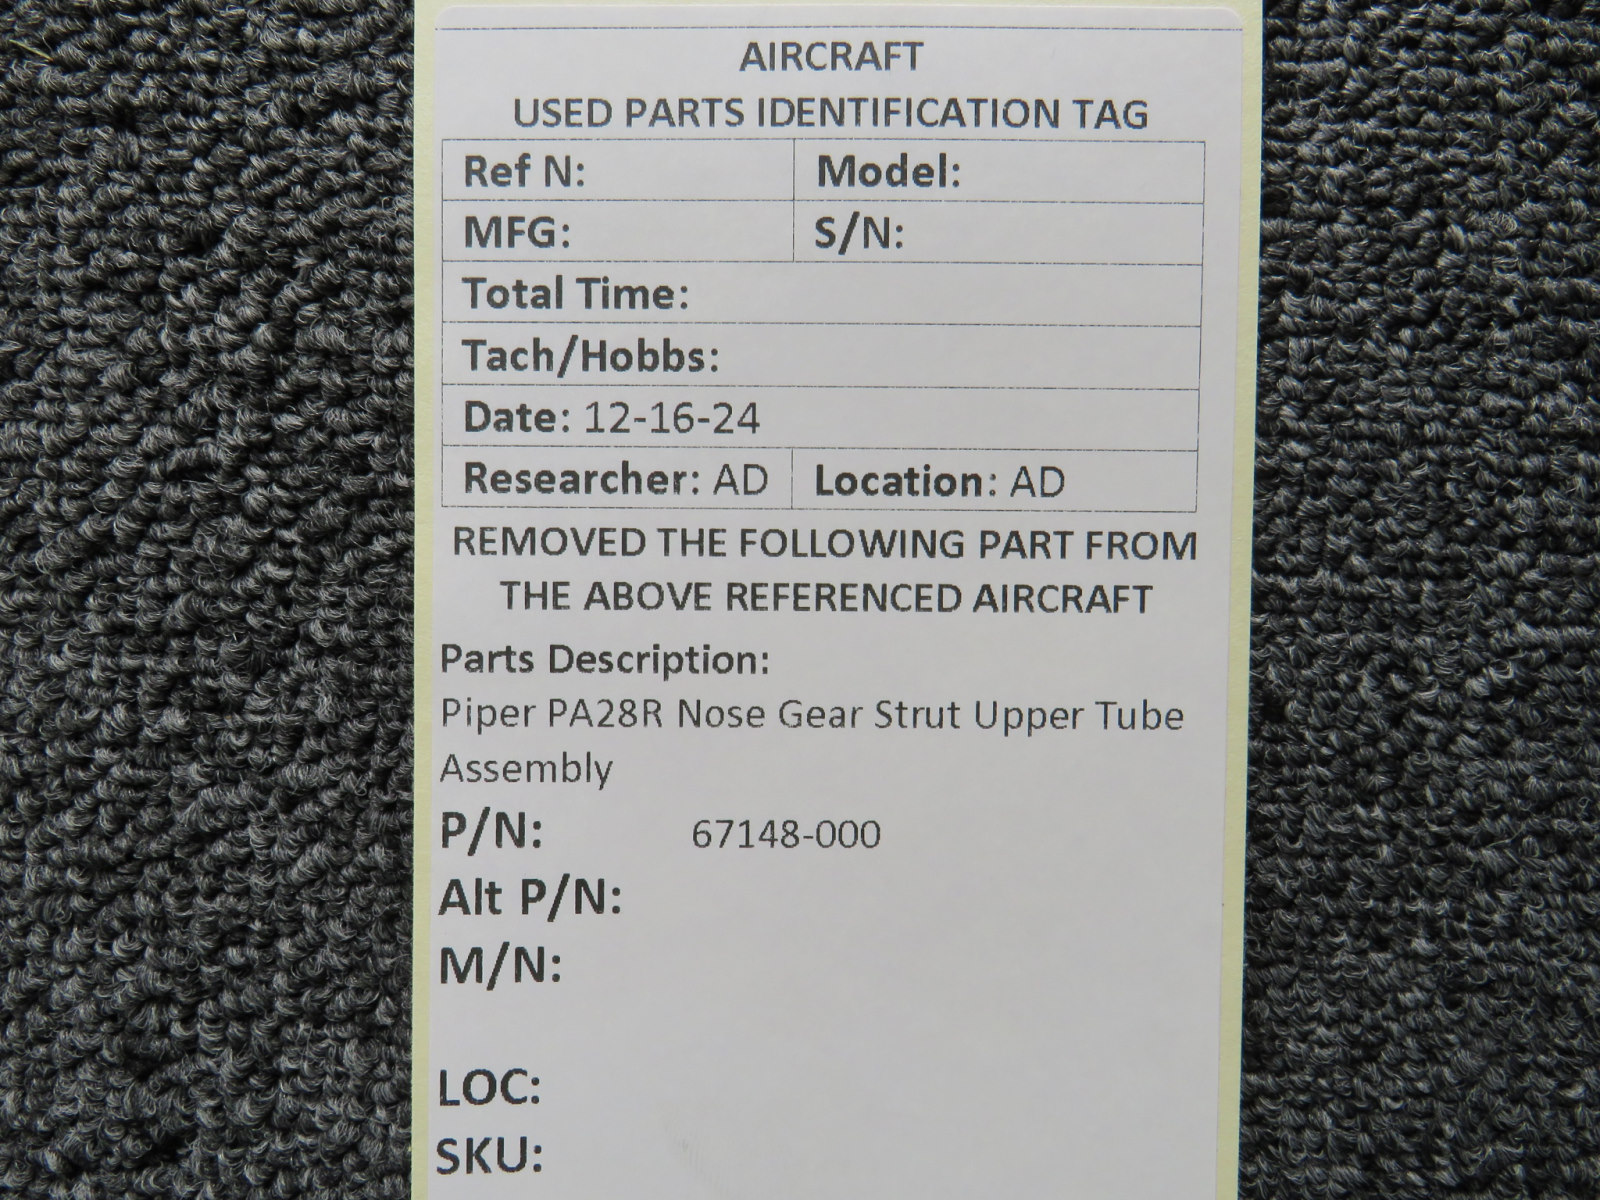 AIRCRAFT
USED PARTS IDENTIFICATION TAG
Ref N: Model:
MFG: S/N:
Total Time:
Tach/Hobbs:
Date: 12-16-24
Researcher: AD Location: AD
REMOVED THE FOLLOWING PART FROM
THE ABOVE REFERENCED AIRCRAFT
Parts Description:
Piper PA28R Nose Gear Strut Upper Tube
Assembly
P/N: 67148-000
Alt P/N:
M/N:
LOC:
SKU: